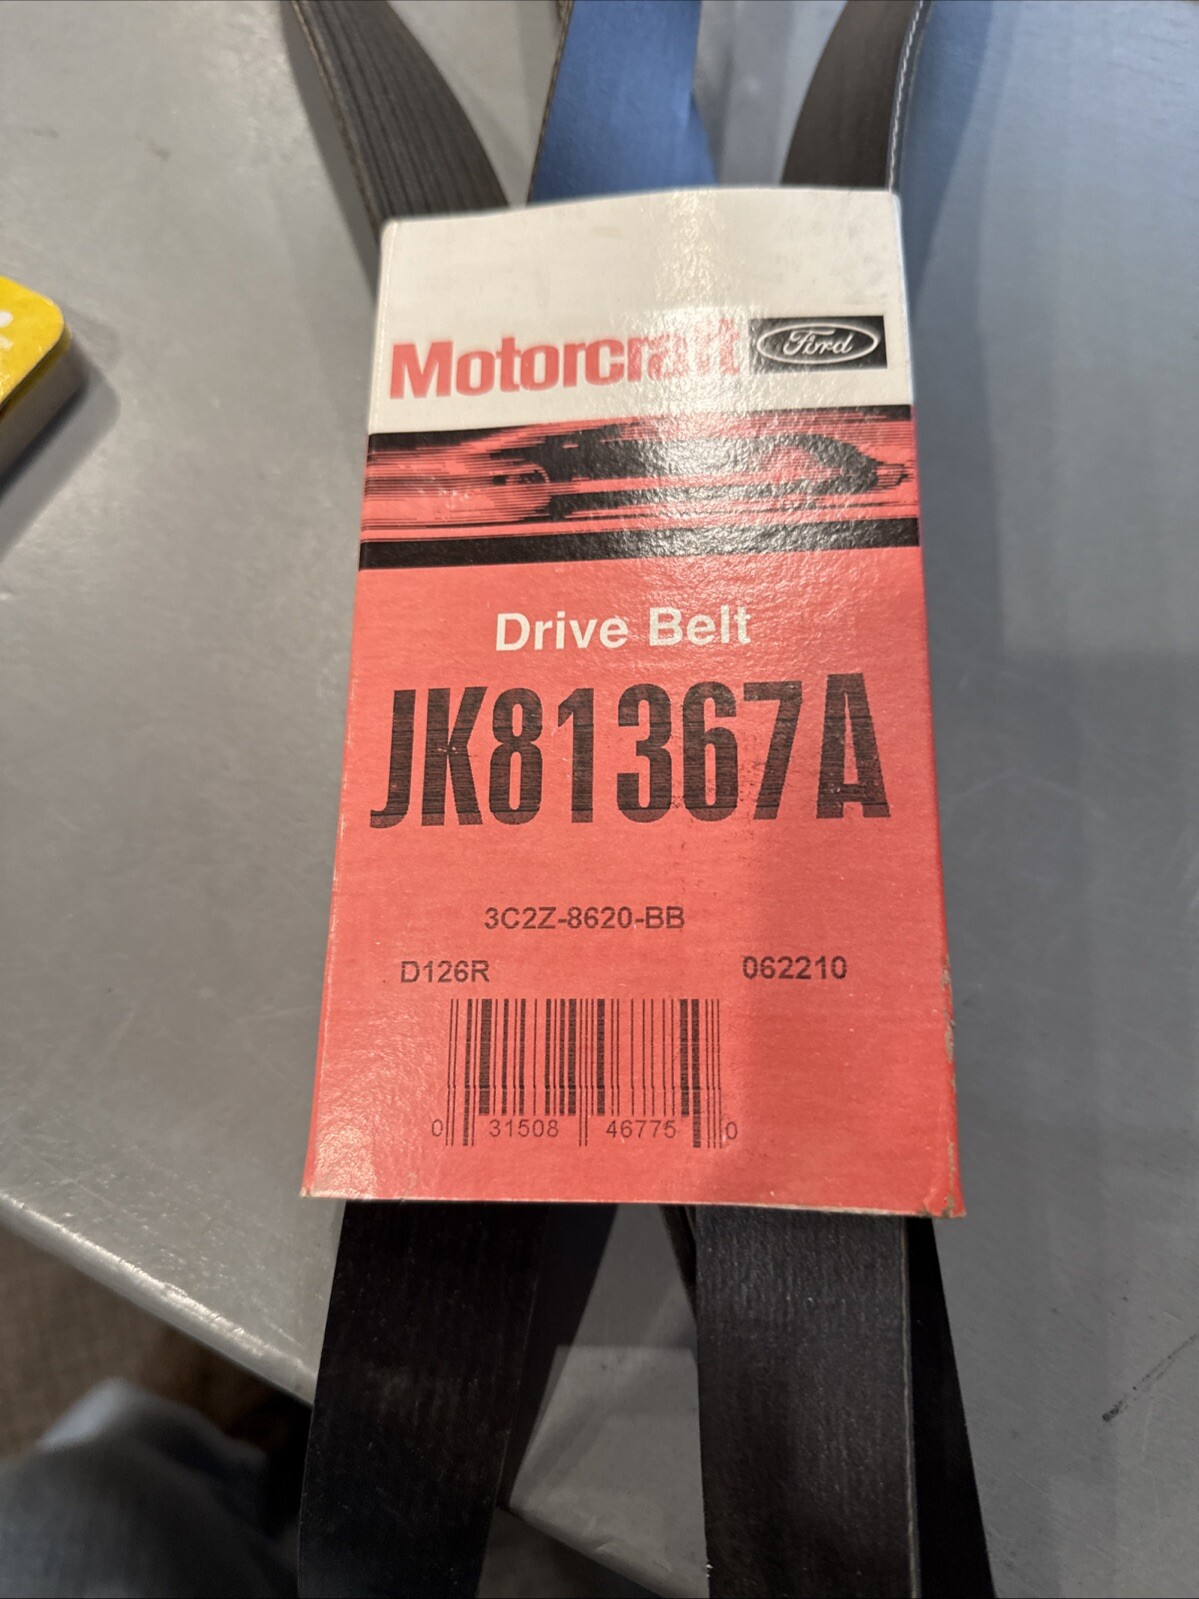 Motorcraft Ford
Drive Belt
JK81367A
3C2Z-8620-BB
D126R 062210
0 31508 46775 0